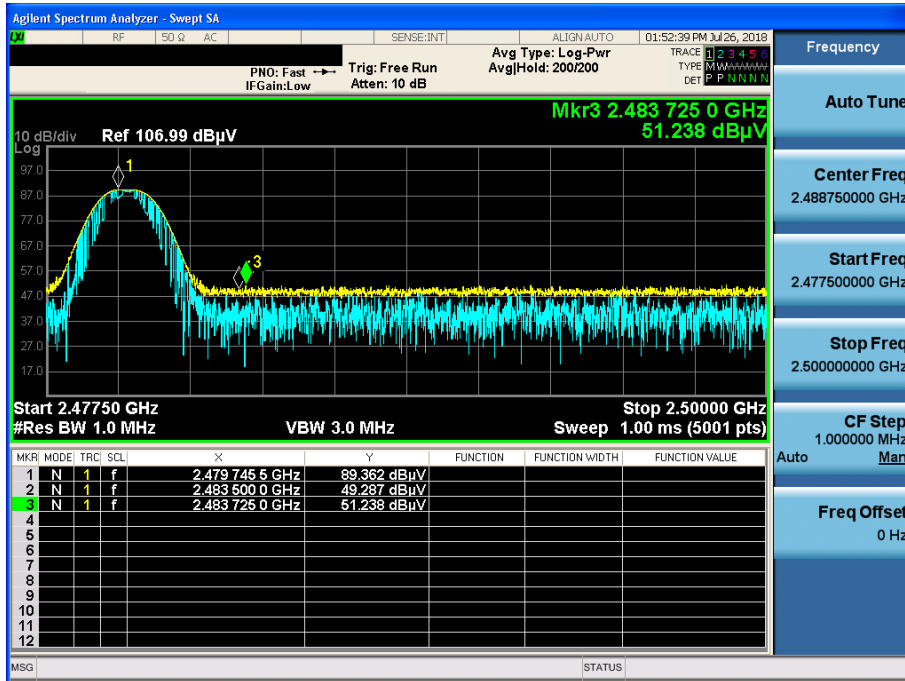 Agilent Spectrum Analyzer - Swept SA
LXI RF 50 Ω AC SENSE:INT ALIGN AUTO 01:52:39 PM Jul 26, 2018
PNO: Fast Trig: Free Run Avg Type: Log-Pwr TRACE 1 2 3 4 5 6
IFGain:Low Atten: 10 dB Avg|Hold: 200/200 TYPE MWWWWW
DET P P N N N N
Frequency
Auto Tune
Center Freq
2.488750000 GHz
Start Freq
2.477500000 GHz
Stop Freq
2.500000000 GHz
CF Step
1.000000 MHz
Auto Man
Freq Offset
0 Hz
Mkr3 2.483 725 0 GHz
51.238 dBµV
10 dB/div Ref 106.99 dBµV
Log
97.0
87.0
77.0
67.0
57.0
47.0
37.0
27.0
17.0
1
3
Start 2.47750 GHz Stop 2.50000 GHz
#Res BW 1.0 MHz VBW 3.0 MHz Sweep 1.00 ms (5001 pts)
MKR MODE TRC SCL X Y FUNCTION FUNCTION WIDTH FUNCTION VALUE
1 N 1 f 2.479 745 5 GHz 89.362 dBµV
2 N 1 f 2.483 500 0 GHz 49.287 dBµV
3 N 1 f 2.483 725 0 GHz 51.238 dBµV
4
5
6
7
8
9
10
11
12
MSG STATUS